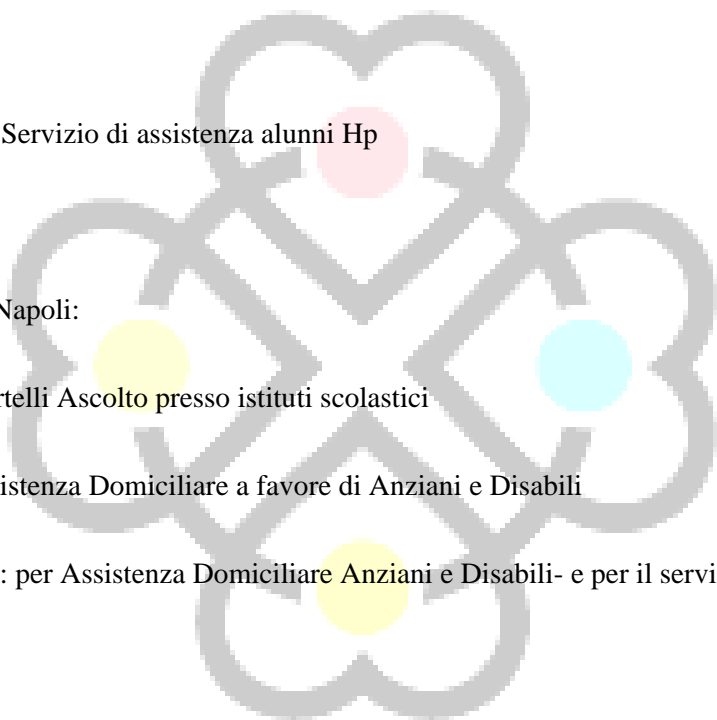 Servizio di assistenza alunni Hp
Napoli:
rtelli Ascolto presso istituti scolastici
istenza Domiciliare a favore di Anziani e Disabili
: per Assistenza Domiciliare Anziani e Disabili- e per il servi